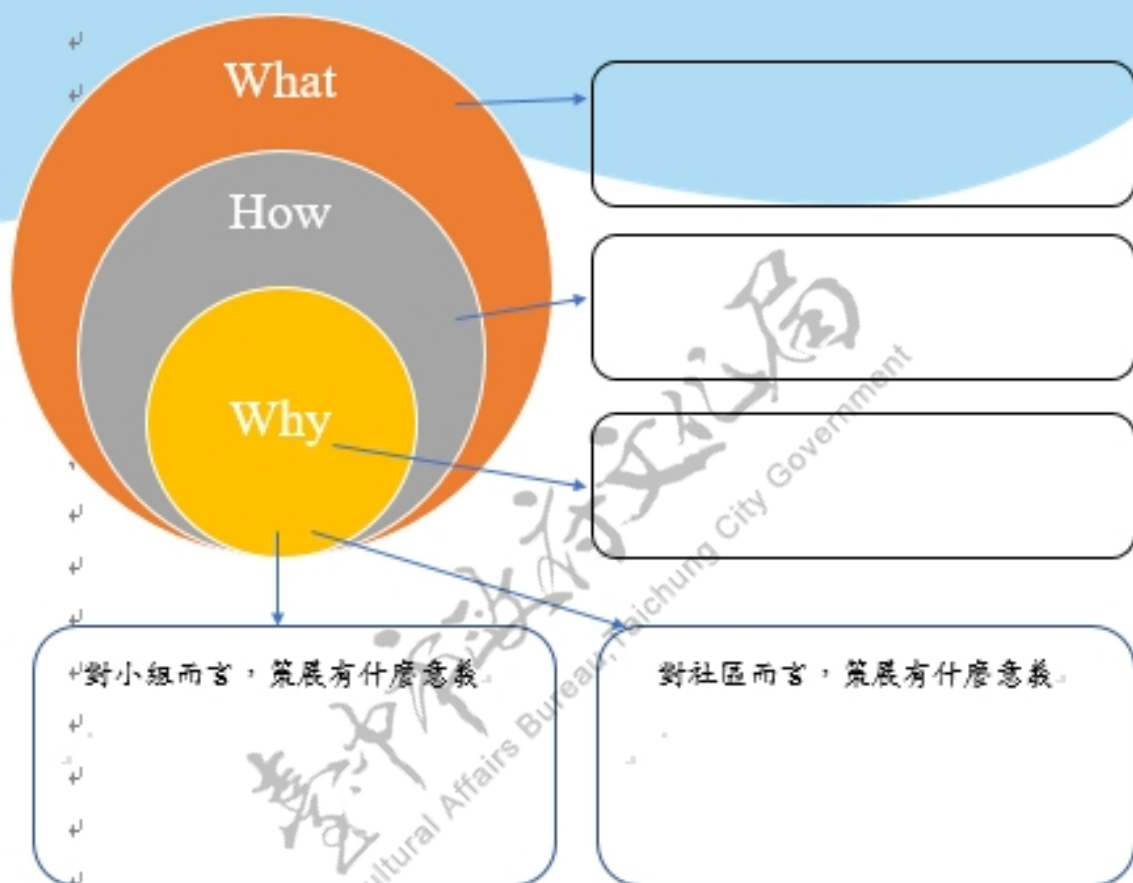 What
How
Why
對小組而言，策展有什麼意義
對社區而言，策展有什麼意義
臺中市政府文化局
Cultural Affairs Bureau, Taichung City Government